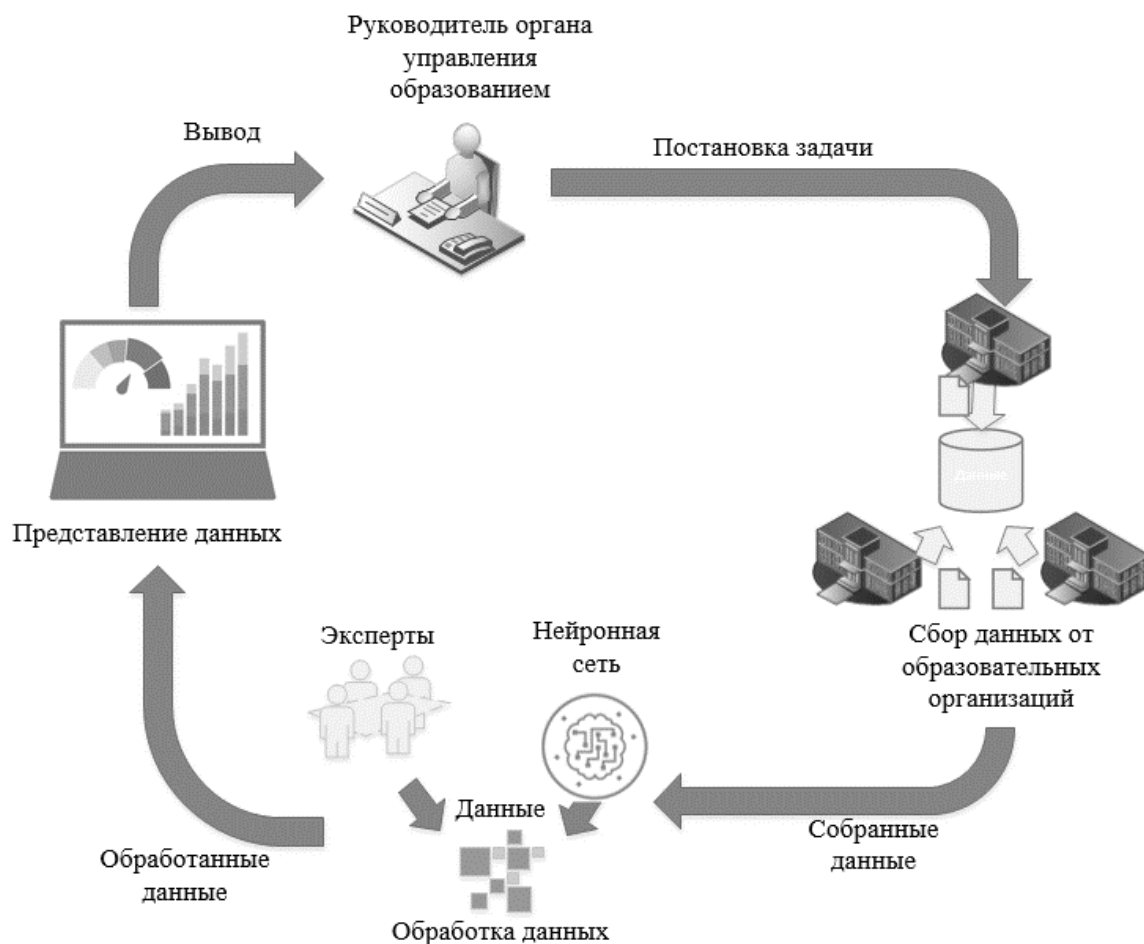 Руководитель органа
управления
образованием
Вывод
Постановка задачи
Данные
Представление данных
Сбор данных от
образовательных
организаций
Эксперты
Нейронная
сеть
Данные
Собранные
данные
Обработанные
данные
Обработка данных